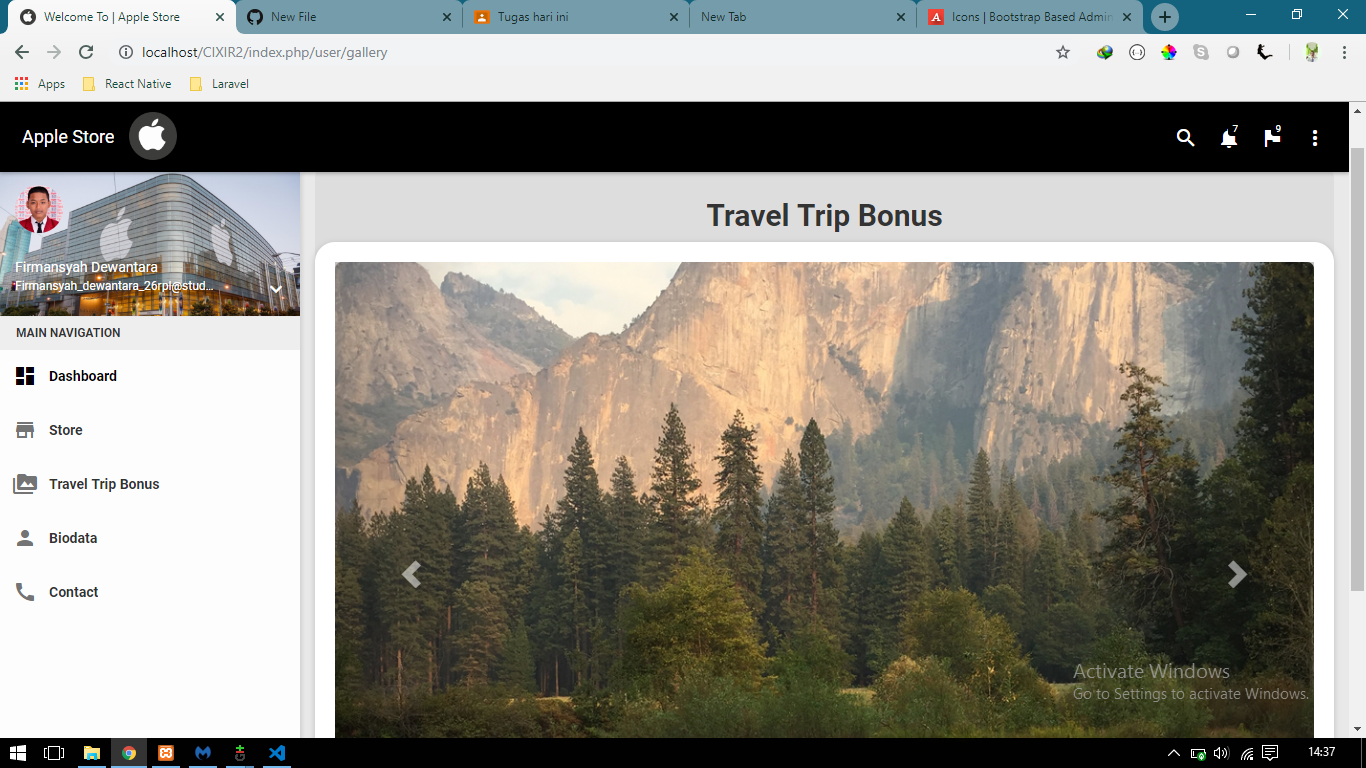 Welcome To | Apple Store
New File
Tugas hari ini
New Tab
Icons | Bootstrap Based Admin
localhost/CIXIR2/index.php/user/gallery
Apps
React Native
Laravel
Apple Store
7
9
Firmansyah Dewantara
Firmansyah_dewantara_26rpl@stud...
MAIN NAVIGATION
Dashboard
Store
Travel Trip Bonus
Biodata
Contact
Travel Trip Bonus
Activate Windows
Go to Settings to activate Windows.
14:37